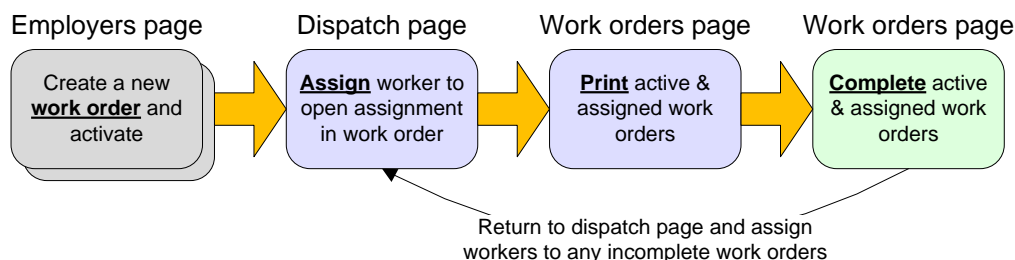 Employers page
Dispatch page
Work orders page
Work orders page
Create a new
work order and
activate
Assign worker to
open assignment
in work order
Print active &
assigned work
orders
Complete active
& assigned work
orders
Return to dispatch page and assign
workers to any incomplete work orders